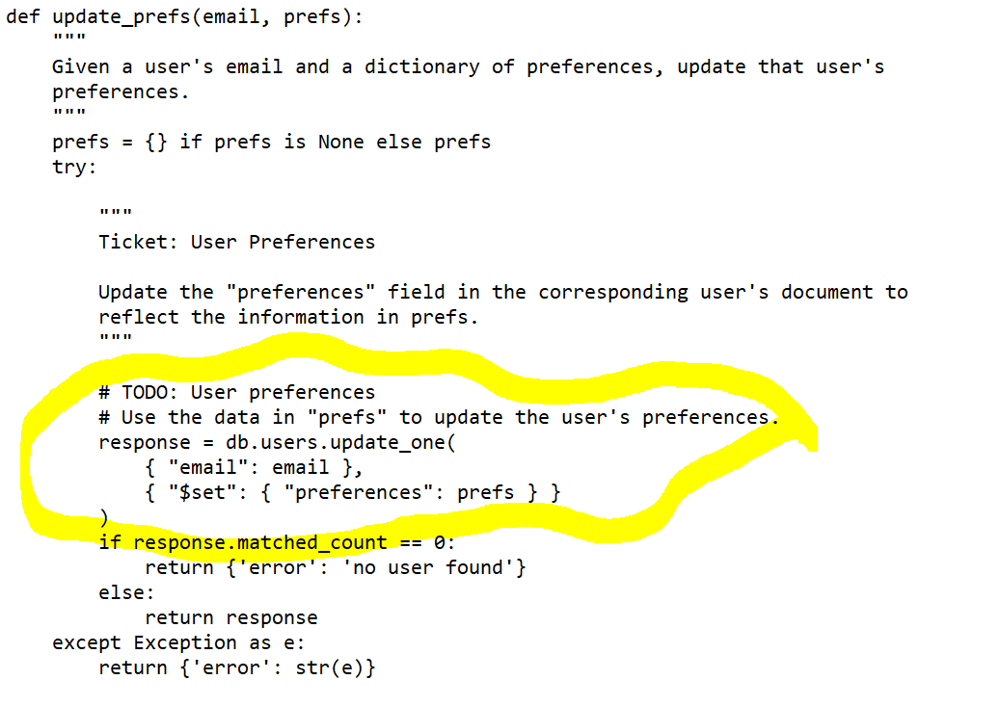 def update_prefs(email, prefs):
"""
Given a user's email and a dictionary of preferences, update that user's
preferences.
"""
prefs = {} if prefs is None else prefs
try:
"""
Ticket: User Preferences
Update the "preferences" field in the corresponding user's document to
reflect the information in prefs.
"""
# TODO: User preferences
# Use the data in "prefs" to update the user's preferences.
response = db.users.update_one(
{ "email": email },
{ "$set": { "preferences": prefs } }
)
if response.matched_count == 0:
return {'error': 'no user found'}
else:
return response
except Exception as e:
return {'error': str(e)}